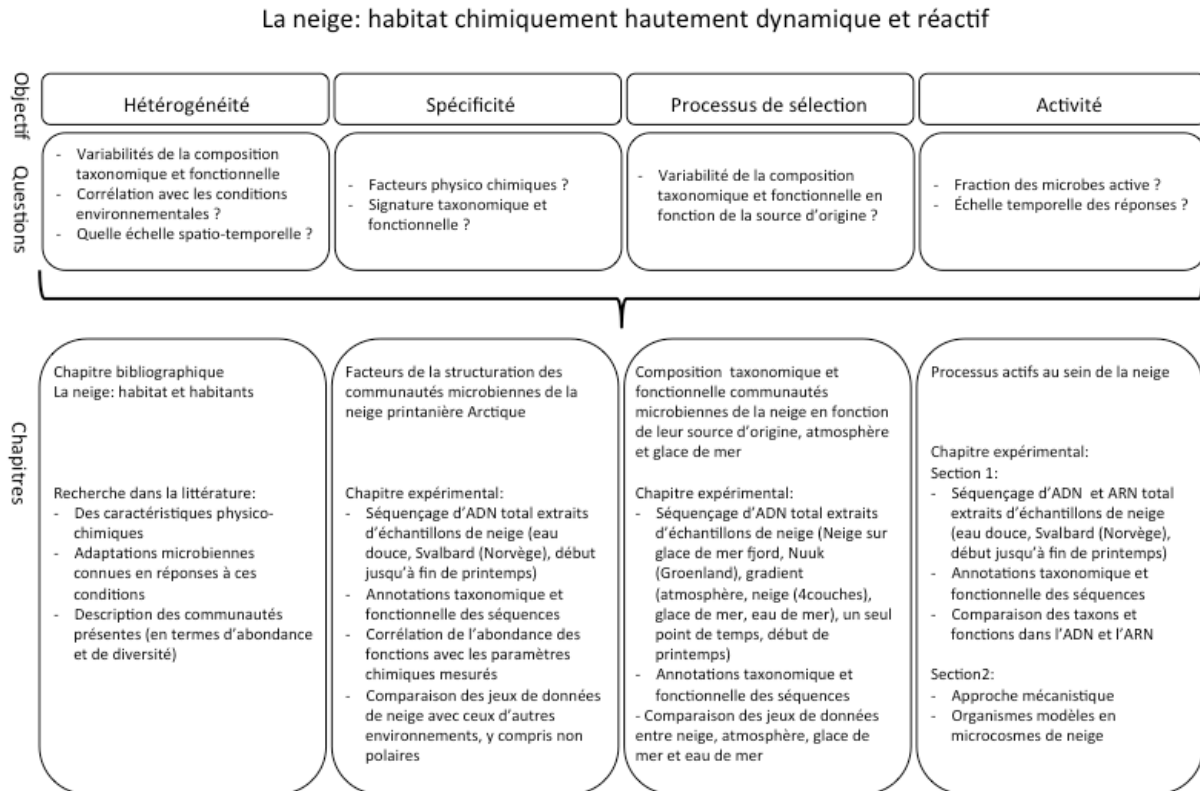 La neige: habitat chimiquement hautement dynamique et réactif
Objectif
Hétérogénéité
Spécificité
Processus de sélection
Activité
Questions
- Variabilités de la composition
taxonomique et fonctionnelle
- Corrélation avec les conditions
environnementales ?
- Quelle échelle spatio-temporelle ?
- Facteurs physico chimiques ?
- Signature taxonomique et
fonctionnelle ?
- Variabilité de la composition
taxonomique et fonctionnelle en
fonction de la source d'origine ?
- Fraction des microbes active ?
- Échelle temporelle des réponses ?
Chapitres
Chapitre bibliographique
La neige: habitat et habitants
Recherche dans la littérature:
- Des caractéristiques physico-
chimiques
- Adaptations microbiennes
connues en réponses à ces
conditions
- Description des communautés
présentes (en termes d'abondance
et de diversité)
Facteurs de la structuration des
communautés microbiennes de la
neige printanière Arctique
Chapitre expérimental:
- Séquençage d'ADN total extraits
d'échantillons de neige (eau
douce, Svalbard (Norvège), début
jusqu'à fin de printemps)
- Annotations taxonomique et
fonctionnelle des séquences
- Corrélation de l'abondance des
fonctions avec les paramètres
chimiques mesurés
- Comparaison des jeux de données
de neige avec ceux d'autres
environnements, y compris non
polaires
Composition taxonomique et
fonctionnelle communautés
microbiennes de la neige en fonction
de leur source d'origine, atmosphère
et glace de mer
Chapitre expérimental:
- Séquençage d'ADN total extraits
d'échantillons de neige (Neige sur
glace de mer fjord, Nuuk
(Groenland), gradient
(atmosphère, neige (4couches),
glace de mer, eau de mer), un seul
point de temps, début de
printemps)
- Annotations taxonomique et
fonctionnelle des séquences
- Comparaison des jeux de données
entre neige, atmosphère, glace de
mer et eau de mer
Processus actifs au sein de la neige
Chapitre expérimental:
Section 1:
- Séquençage d'ADN et ARN total
extraits d'échantillons de neige
(eau douce, Svalbard (Norvège),
début jusqu'à fin de printemps)
- Annotations taxonomique et
fonctionnelle des séquences
- Comparaison des taxons et
fonctions dans l'ADN et l'ARN
Section2:
- Approche mécanistique
- Organismes modèles en
microcosmes de neige